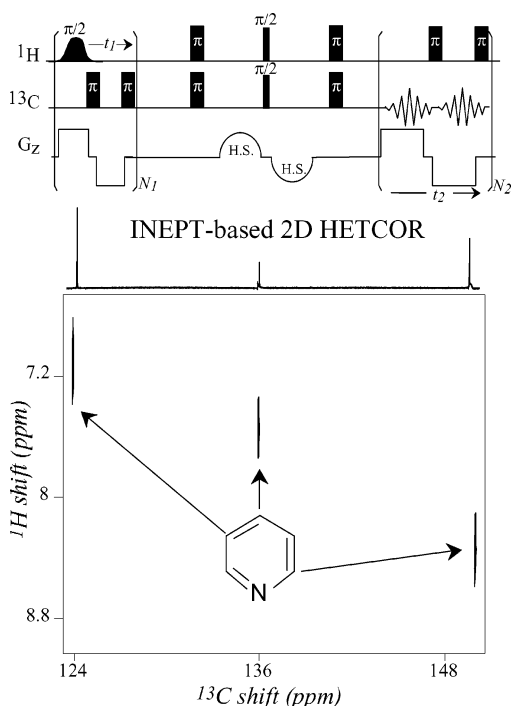 π/2 t1 π π/2 π π π
1H
π π π π/2 π
13C
Gz H.S. H.S.
N1 t2 N2
INEPT-based 2D HETCOR
7.2
8
8.8
1H shift (ppm)
N
124 136 148
13C shift (ppm)